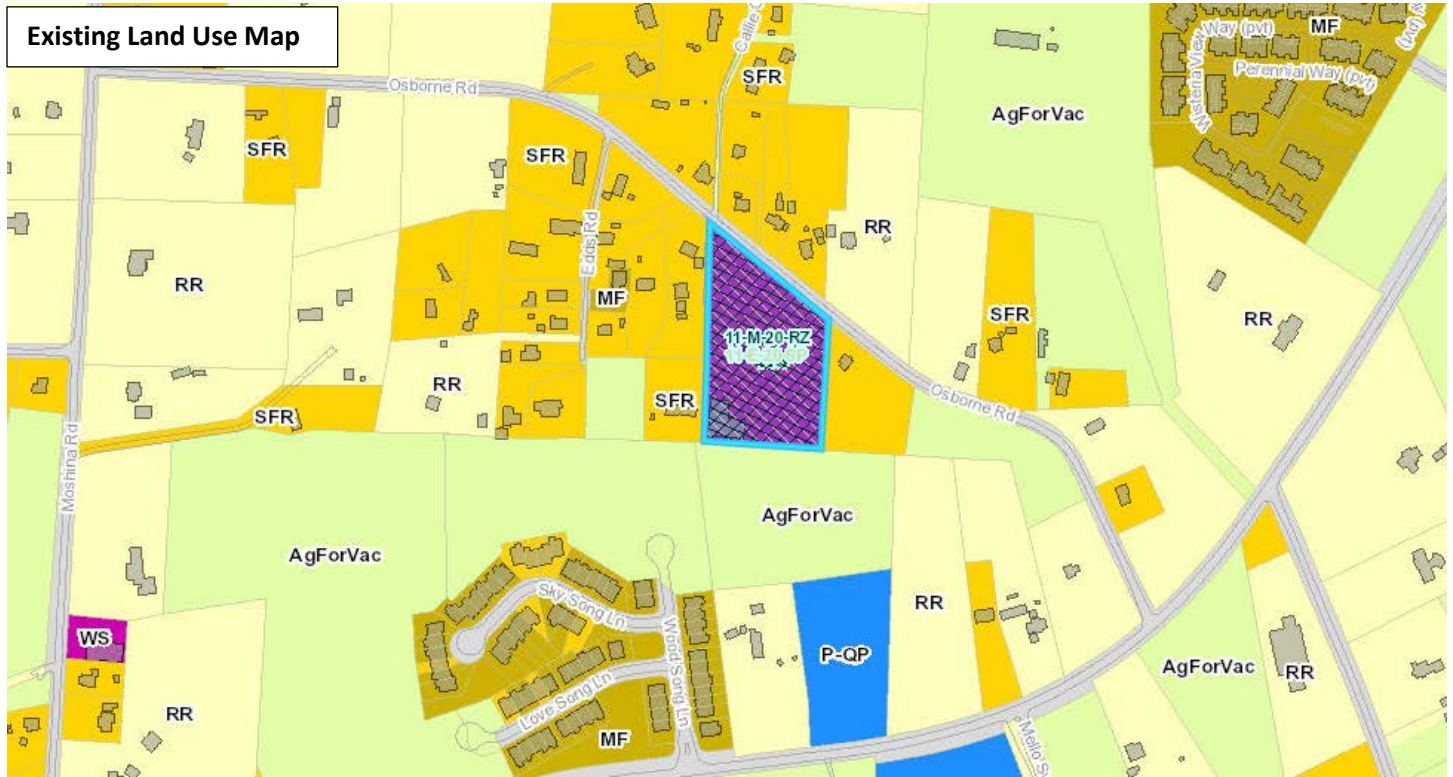 Existing Land Use Map
Way (pvt)
MF
Perennial Way (pvt)
Wisteria View
Callie
SFR
Osborne Rd
AgForVac
SFR
SFR
Edds Rd
RR
RR
MF
SFR
RR
11-M-20-RZ
11-E-20-SP
RR
SFR
SFR
Osborne Rd
Moshina Rd
AgForVac
AgForVac
Sky Song Ln
RR
WS
Wood Song Ln
P-QP
AgForVac
RR
Love Song Ln
RR
MF
Mello